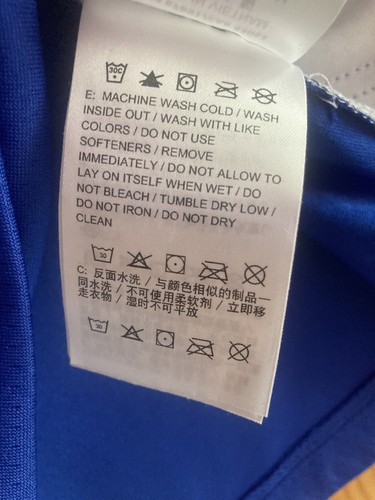 30C
E: MACHINE WASH COLD / WASH
INSIDE OUT / WASH WITH LIKE
COLORS / DO NOT USE
SOFTENERS / REMOVE
IMMEDIATELY / DO NOT ALLOW TO
LAY ON ITSELF WHEN WET / DO
NOT BLEACH / TUMBLE DRY LOW /
DO NOT IRON / DO NOT DRY
CLEAN
30
C: 反面水洗 / 与颜色相似的制品一
同水洗 / 不可使用柔软剂 / 立即移
走衣物 / 湿时不可平放
30